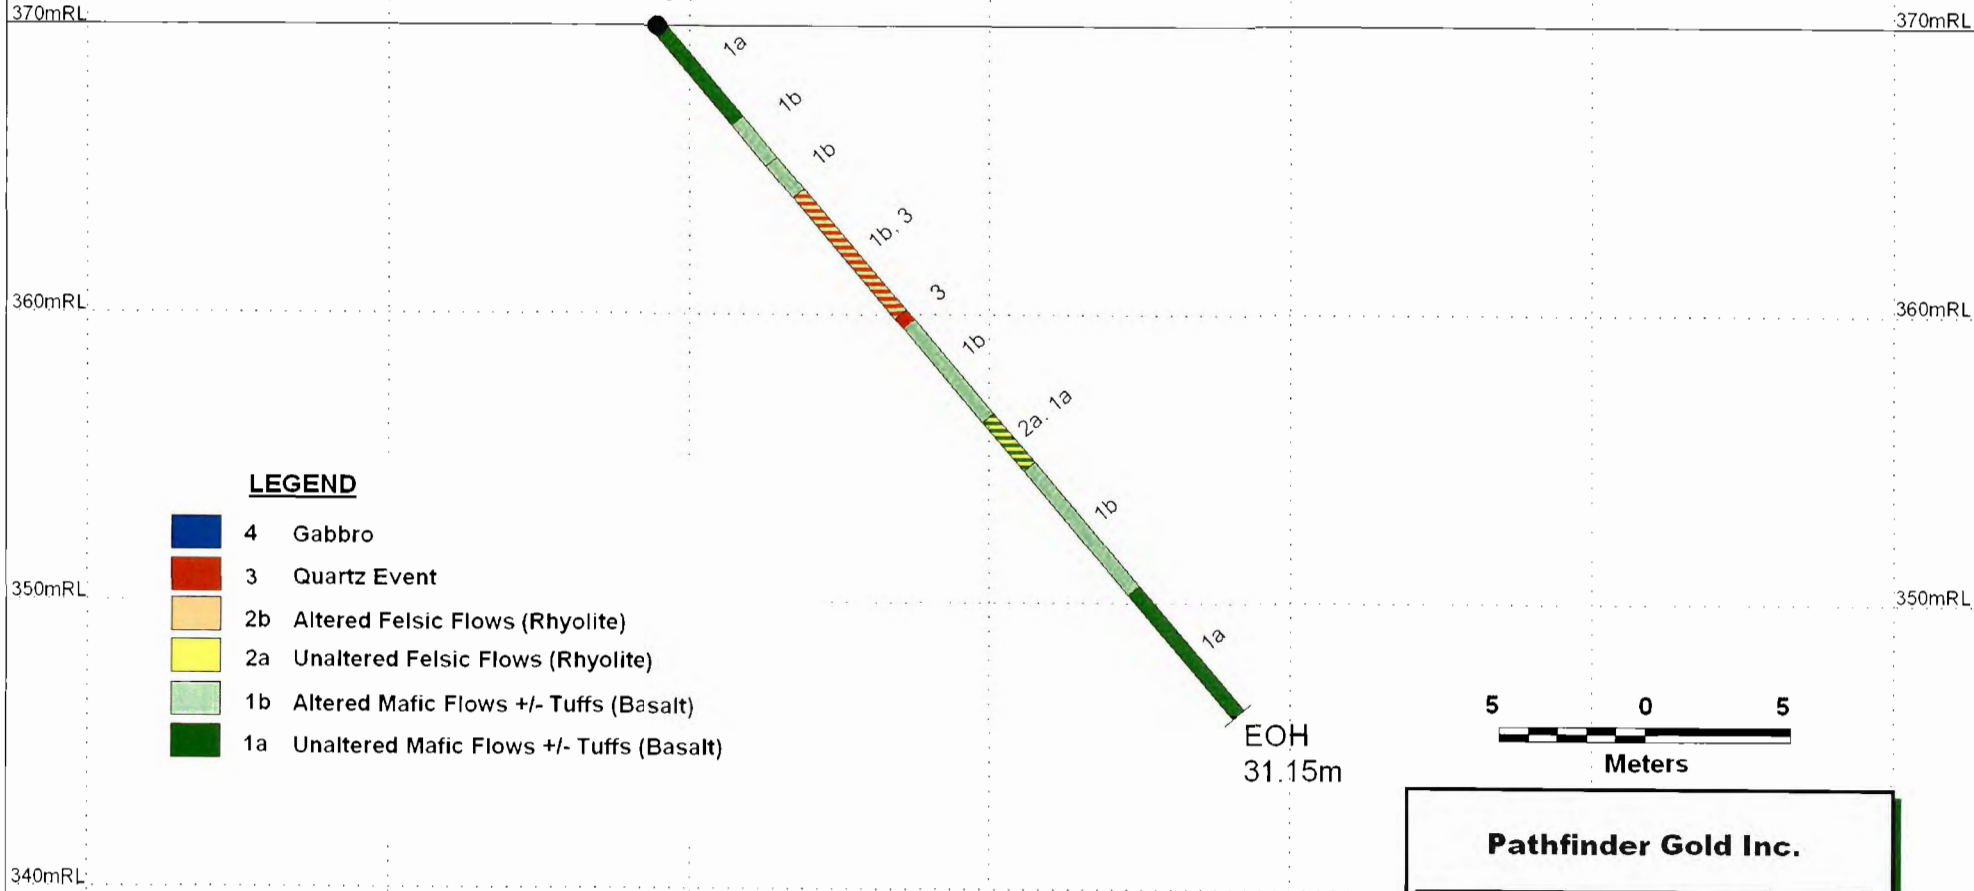 370mRL
370mRL
1a
1b
1b
1b. 3
3
360mRL
360mRL
1b
2a. 1a
1b
LEGEND
4 Gabbro
3 Quartz Event
350mRL
350mRL
2b Altered Felsic Flows (Rhyolite)
2a Unaltered Felsic Flows (Rhyolite)
1a
1b Altered Mafic Flows +/- Tuffs (Basalt)
1a Unaltered Mafic Flows +/- Tuffs (Basalt)
5 0 5
Meters
EOH
31.15m
Pathfinder Gold Inc.
340mRL